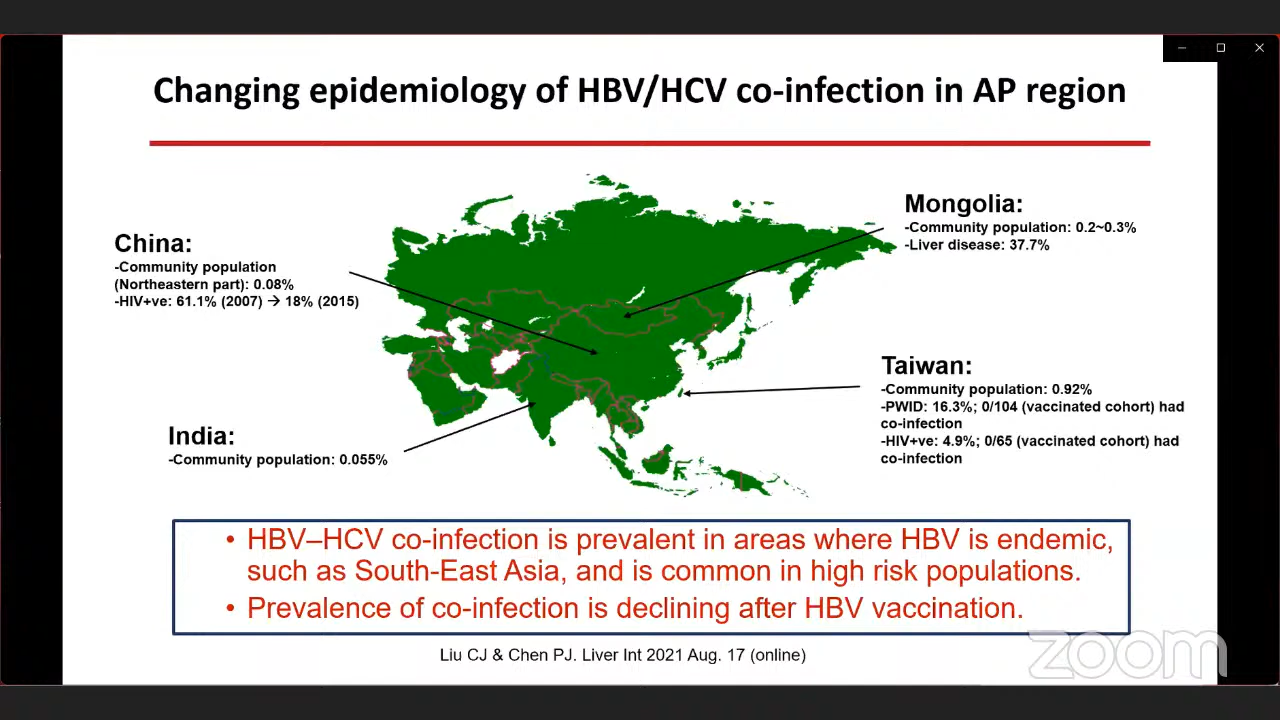 Changing epidemiology of HBV/HCV co-infection in AP region
Mongolia:
-Community population: 0.2~0.3%
-Liver disease: 37.7%
China:
-Community population
(Northeastern part): 0.08%
-HIV+ve: 61.1% (2007) → 18% (2015)
Taiwan:
-Community population: 0.92%
-PWID: 16.3%; 0/104 (vaccinated cohort) had
co-infection
-HIV+ve: 4.9%; 0/65 (vaccinated cohort) had
co-infection
India:
-Community population: 0.055%
• HBV–HCV co-infection is prevalent in areas where HBV is endemic,
such as South-East Asia, and is common in high risk populations.
• Prevalence of co-infection is declining after HBV vaccination.
Liu CJ & Chen PJ. Liver Int 2021 Aug. 17 (online)
zoom